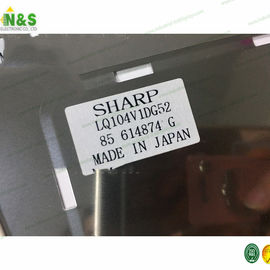 N&S
SHARP
LQ104V1DG52
85 614874 G
MADE IN JAPAN